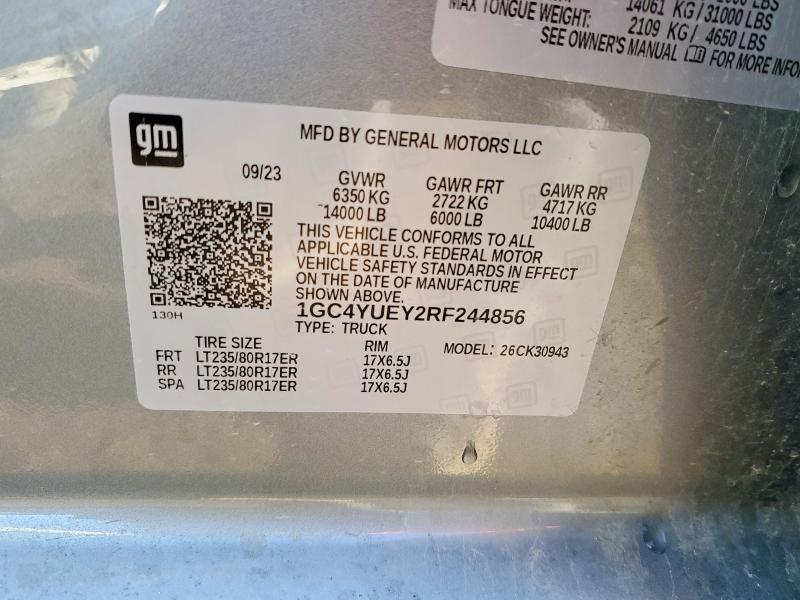 LBS
14061 KG/31000 LBS
MAX TONGUE WEIGHT: 2109 KG/ 4650 LBS
SEE OWNER'S MANUAL FOR MORE
gm
MFD BY GENERAL MOTORS LLC
09/23
GVWR GAWR FRT GAWR RR
6350 KG 2722 KG 4717 KG
14000 LB 6000 LB 10400 LB
THIS VEHICLE CONFORMS TO ALL
APPLICABLE U.S. FEDERAL MOTOR
VEHICLE SAFETY STANDARDS IN EFFECT
ON THE DATE OF MANUFACTURE
SHOWN ABOVE.
130H
1GC4YUEY2RF244856
TYPE: TRUCK
TIRE SIZE RIM MODEL: 26CK30943
FRT LT235/80R17ER 17X6.5J
RR LT235/80R17ER 17X6.5J
SPA LT235/80R17ER 17X6.5J